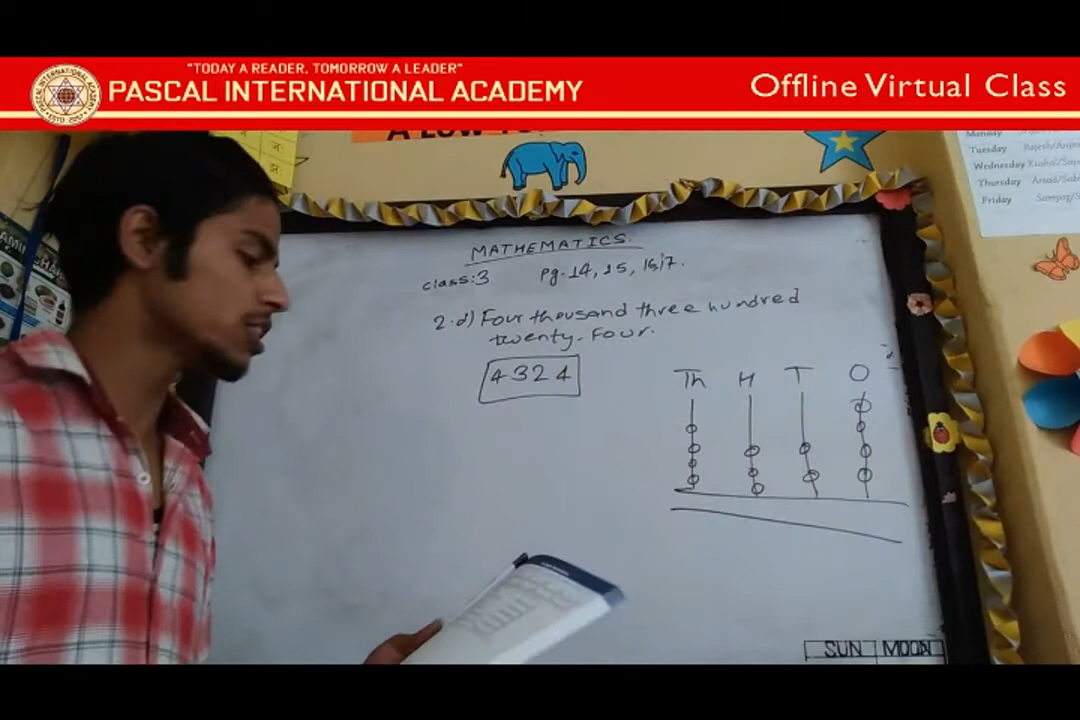 "TODAY A READER, TOMORROW A LEADER"
PASCAL INTERNATIONAL ACADEMY
Offline Virtual Class
Monday
Tuesday
Wednesday
Thursday
Friday
MATHEMATICS.
class:3 Pg. 14, 15, 16,17.
2.d) Four thousand three hundred
twenty-Four.
4324
Th H T O
SUN MOON